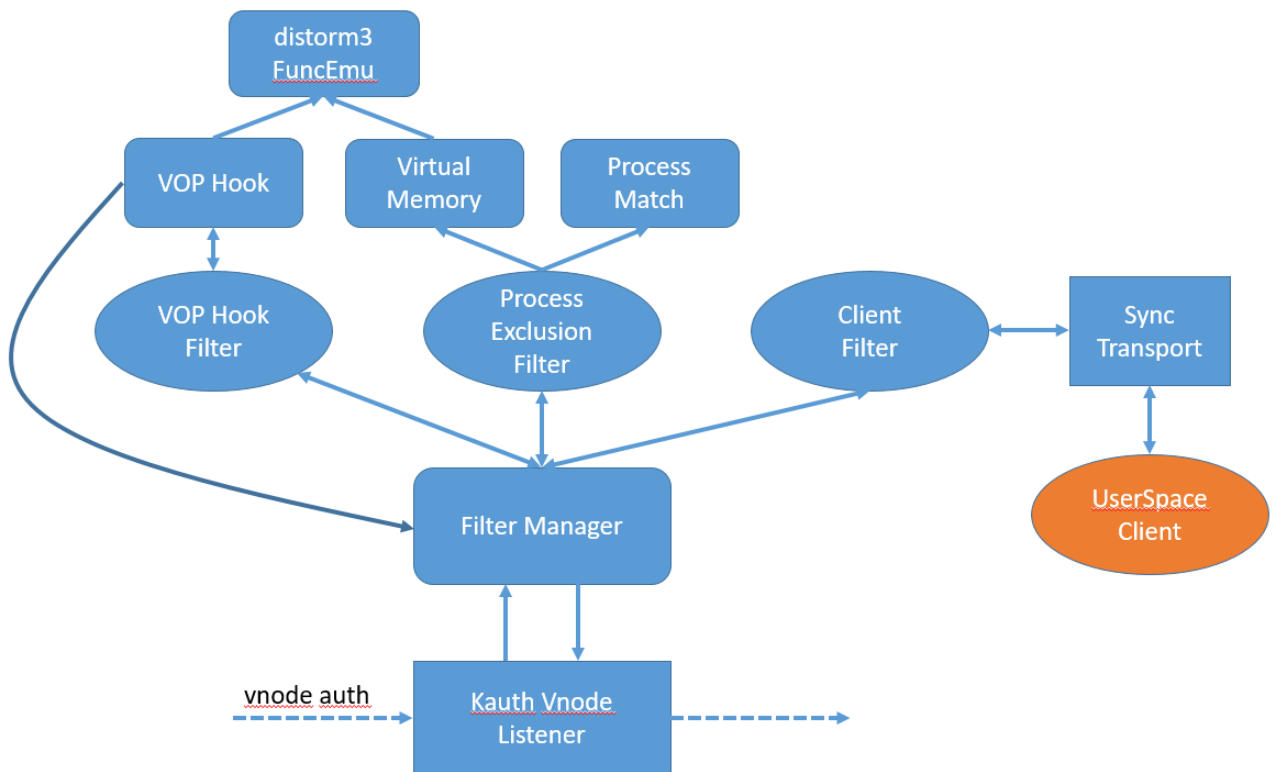 distorm3
FuncEmu
VOP Hook
Virtual
Memory
Process
Match
VOP Hook
Filter
Process
Exclusion
Filter
Client
Filter
Sync
Transport
UserSpace
Client
Filter Manager
vnode auth
Kauth Vnode
Listener